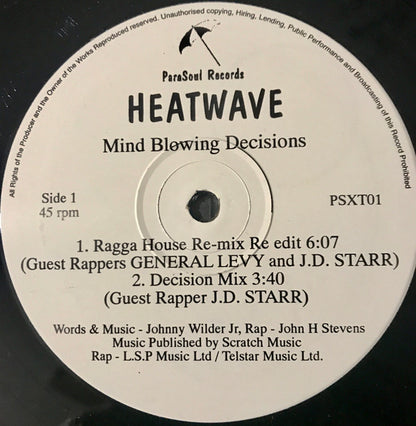 All Rights of the Producer and the Owner of the Works Reproduced reserved. Unauthorised copying, Hiring, Lending, Public Performance and Broadcasting of this Record Prohibited
ParaSoul Records
HEATWAVE
Mind Blowing Decisions
Side 1
45 rpm
PSXT01
1. Ragga House Re-mix Re edit 6:07
(Guest Rappers GENERAL LEVY and J.D. STARR)
2. Decision Mix 3:40
(Guest Rapper J.D. STARR)
Words & Music - Johnny Wilder Jr, Rap - John H Stevens
Music Published by Scratch Music
Rap - L.S.P Music Ltd / Telstar Music Ltd.